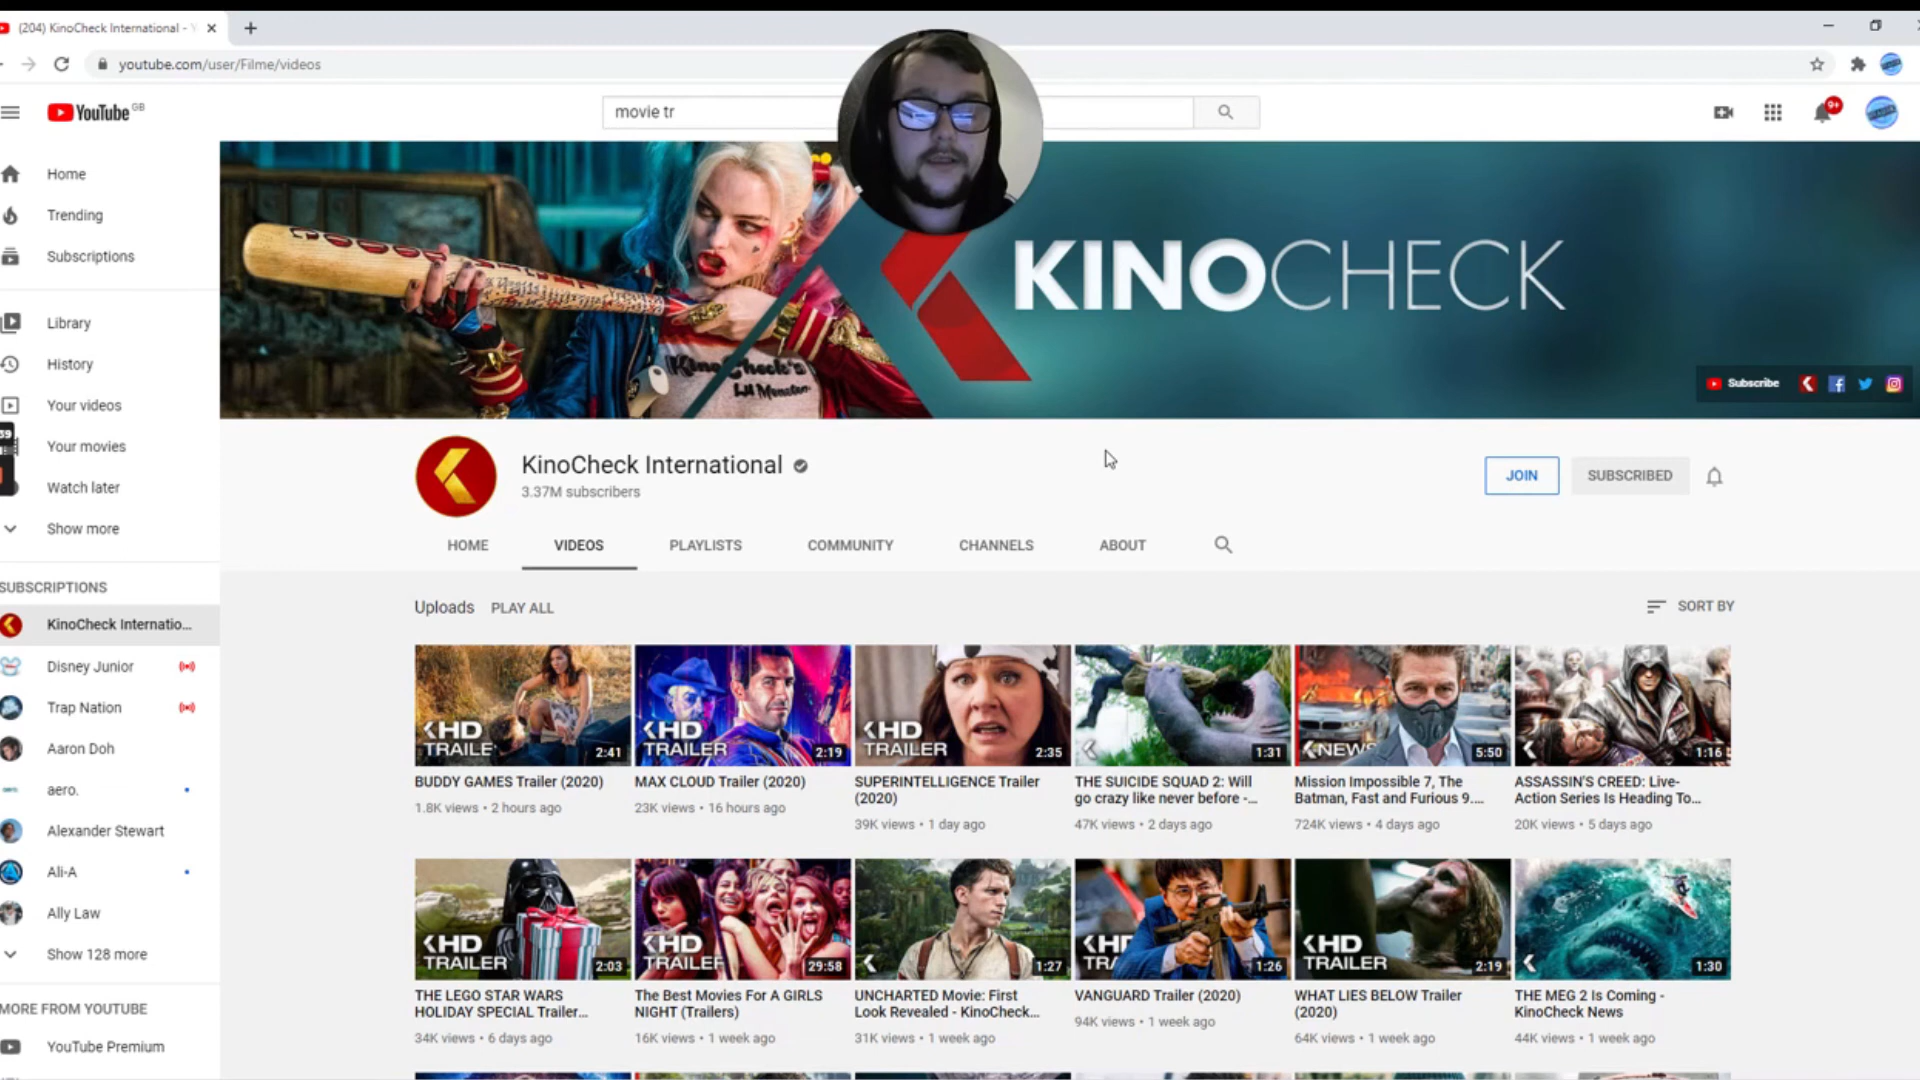 (204) KinoCheck International -
youtube.com/user/Filme/videos
YouTube GB
movie tr
9+
Home
Trending
Subscriptions
Library
History
Your videos
Your movies
Watch later
Show more
SUBSCRIPTIONS
KinoCheck Internatio...
Disney Junior
Trap Nation
Aaron Doh
aero.
Alexander Stewart
Ali-A
Ally Law
Show 128 more
MORE FROM YOUTUBE
YouTube Premium
39
KINOCHECK
KinoCheck's
Lil Monster
Subscribe
KinoCheck International
3.37M subscribers
JOIN
SUBSCRIBED
HOME
VIDEOS
PLAYLISTS
COMMUNITY
CHANNELS
ABOUT
Uploads
PLAY ALL
SORT BY
HD
TRAILE
2:41
HD
TRAILER
2:19
HD
TRAILER
2:35
1:31
NEWS
5:50
1:16
BUDDY GAMES Trailer (2020)
1.8K views • 2 hours ago
MAX CLOUD Trailer (2020)
23K views • 16 hours ago
SUPERINTELLIGENCE Trailer
(2020)
39K views • 1 day ago
THE SUICIDE SQUAD 2: Will
go crazy like never before -...
47K views • 2 days ago
Mission Impossible 7, The
Batman, Fast and Furious 9....
724K views • 4 days ago
ASSASSIN'S CREED: Live-
Action Series Is Heading To...
20K views • 5 days ago
HD
TRAILER
2:03
HD
TRAILER
29:58
1:27
HD
TRA
1:26
HD
TRAILER
2:19
1:30
THE LEGO STAR WARS
HOLIDAY SPECIAL Trailer...
34K views • 6 days ago
The Best Movies For A GIRLS
NIGHT (Trailers)
16K views • 1 week ago
UNCHARTED Movie: First
Look Revealed - KinoCheck...
31K views • 1 week ago
VANGUARD Trailer (2020)
94K views • 1 week ago
WHAT LIES BELOW Trailer
(2020)
64K views • 1 week ago
THE MEG 2 Is Coming -
KinoCheck News
44K views • 1 week ago